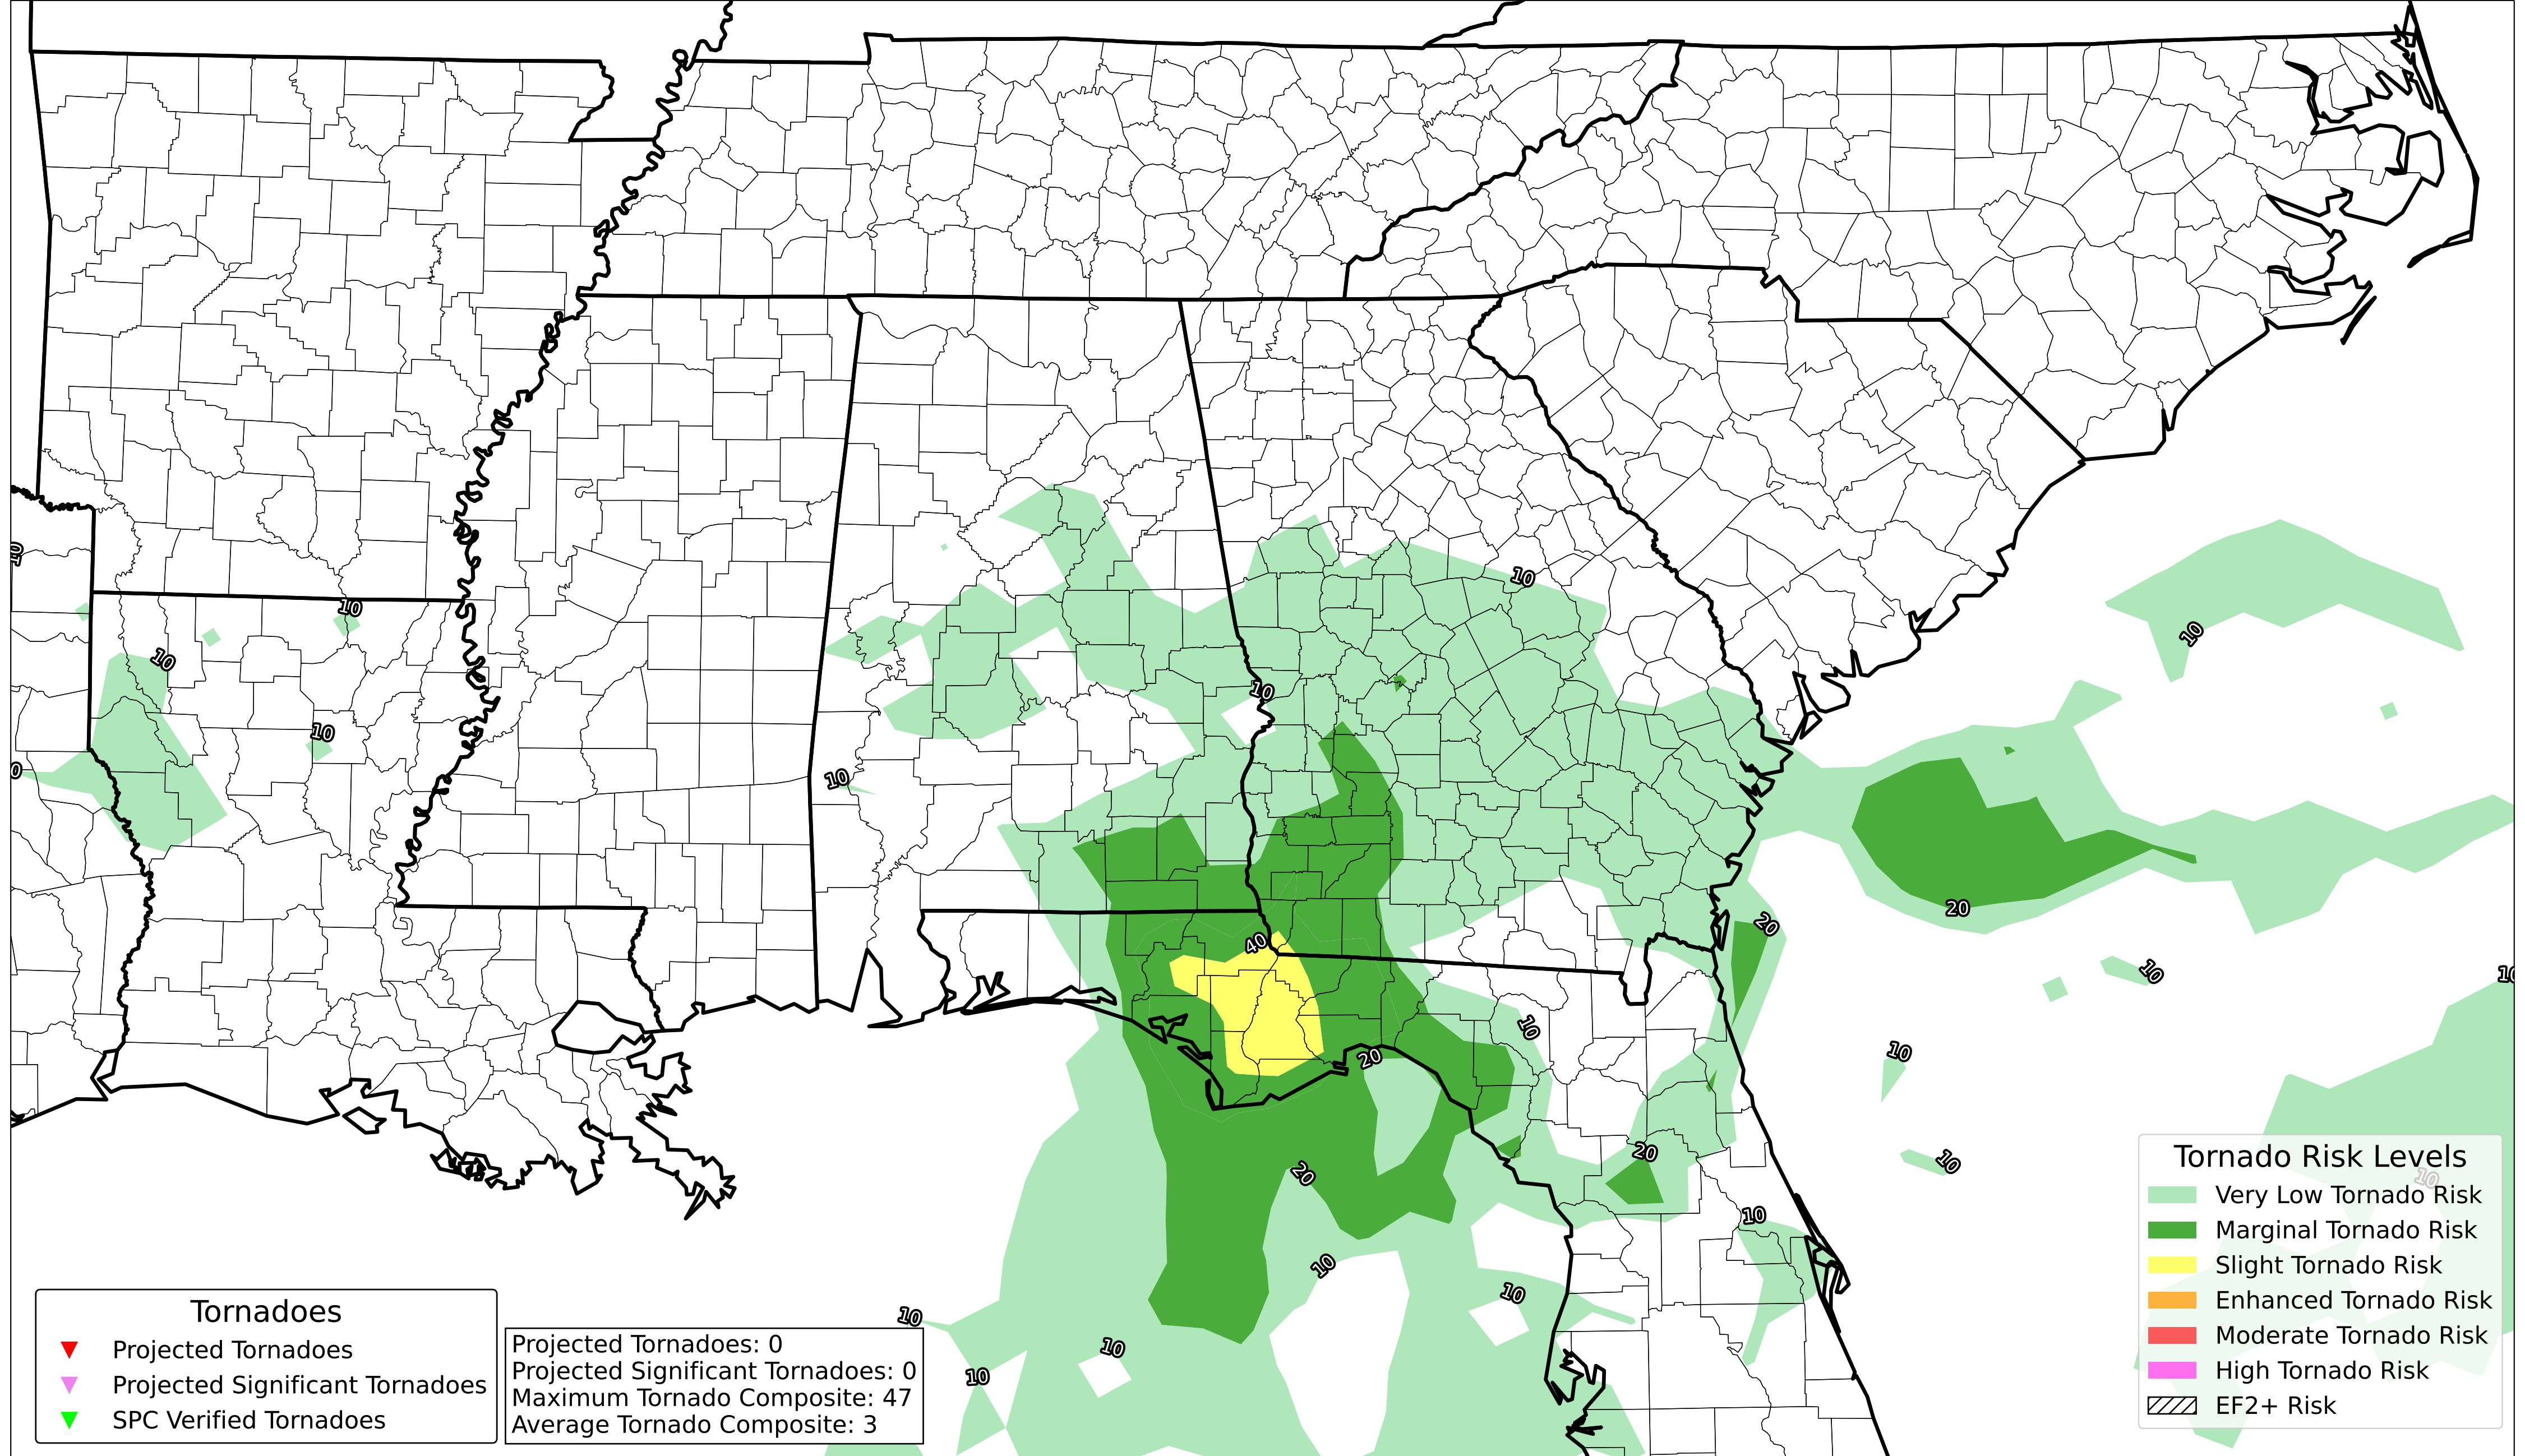 10
10
10
10
10
10
10
10
20
20
40
10
10
10
10
20
20
20
10
10
10
10
10
10
10
10
Tornado Risk Levels
Very Low Tornado Risk
Marginal Tornado Risk
Slight Tornado Risk
Enhanced Tornado Risk
Moderate Tornado Risk
High Tornado Risk
EF2+ Risk
Tornadoes
Projected Tornadoes
Projected Significant Tornadoes
SPC Verified Tornadoes
Projected Tornadoes: 0
Projected Significant Tornadoes: 0
Maximum Tornado Composite: 47
Average Tornado Composite: 3